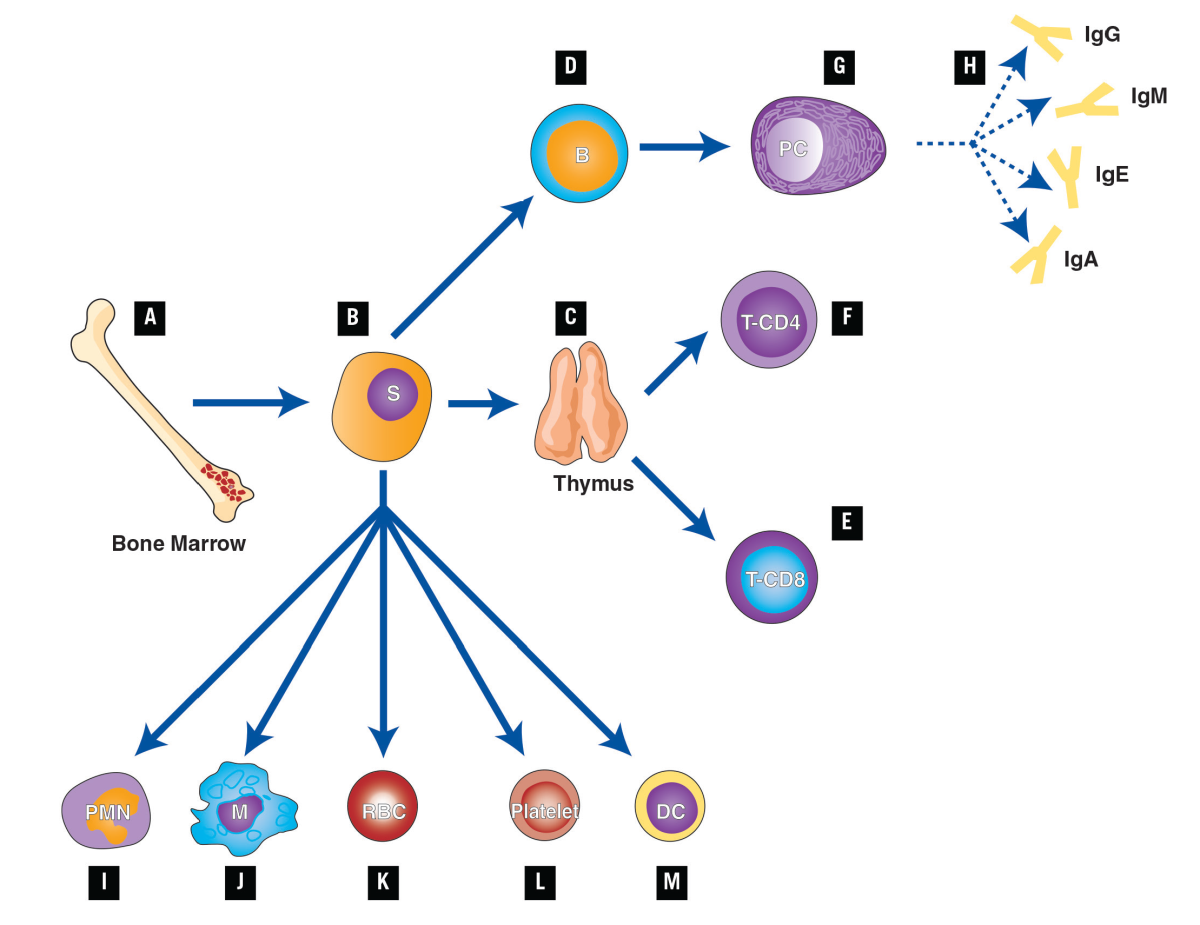 IgG
D
G
H
IgM
B
PC
IgE
IgA
A
B
C
F
T-CD4
S
Thymus
E
Bone Marrow
T-CD8
PMN
M
RBC
Platelet
DC
I
J
K
L
M